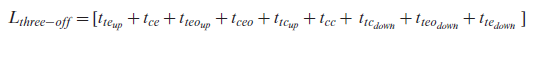 L_{three-off} = [t_{te_{up}} + t_{ce} + t_{teo_{up}} + t_{ceo} + t_{tc_{up}} + t_{cc} + t_{tc_{down}} + t_{teo_{down}} + t_{te_{down}}]